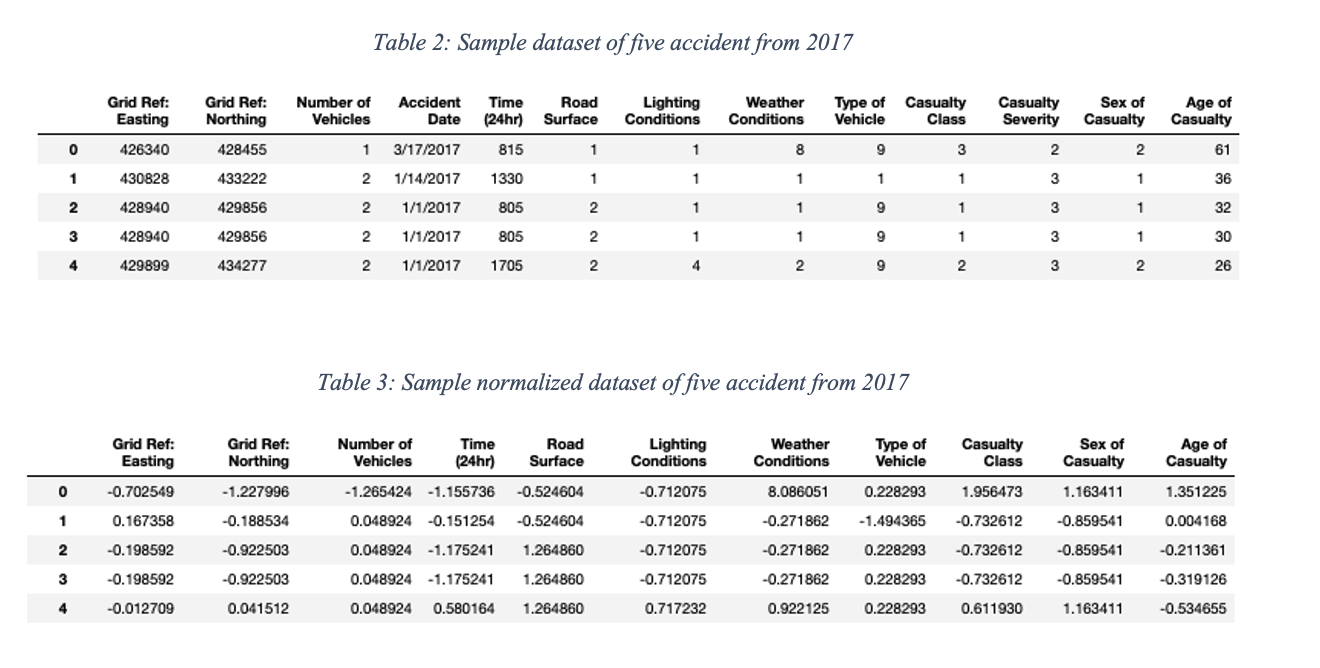 Table 2: Sample dataset of five accident from 2017
Grid Ref: Grid Ref: Number of Accident Time Road Lighting Weather Type of Casualty Casualty Sex of Age of
Easting Northing Vehicles Date (24hr) Surface Conditions Conditions Vehicle Class Severity Casualty Casualty
0 426340 428455 1 3/17/2017 815 1 1 8 9 3 2 2 61
1 430828 433222 2 1/14/2017 1330 1 1 1 1 1 3 1 36
2 428940 429856 2 1/1/2017 805 2 1 1 9 1 3 1 32
3 428940 429856 2 1/1/2017 805 2 1 1 9 1 3 1 30
4 429899 434277 2 1/1/2017 1705 2 4 2 9 2 3 2 26
Table 3: Sample normalized dataset of five accident from 2017
Grid Ref: Grid Ref: Number of Time Road Lighting Weather Type of Casualty Sex of Age of
Easting Northing Vehicles (24hr) Surface Conditions Conditions Vehicle Class Casualty Casualty
0 -0.702549 -1.227996 -1.265424 -1.155736 -0.524604 -0.712075 8.086051 0.228293 1.956473 1.163411 1.351225
1 0.167358 -0.188534 0.048924 -0.151254 -0.524604 -0.712075 -0.271862 -1.494365 -0.732612 -0.859541 0.004168
2 -0.198592 -0.922503 0.048924 -1.175241 1.264860 -0.712075 -0.271862 0.228293 -0.732612 -0.859541 -0.211361
3 -0.198592 -0.922503 0.048924 -1.175241 1.264860 -0.712075 -0.271862 0.228293 -0.732612 -0.859541 -0.319126
4 -0.012709 0.041512 0.048924 0.580164 1.264860 0.717232 0.922125 0.228293 0.611930 1.163411 -0.534655